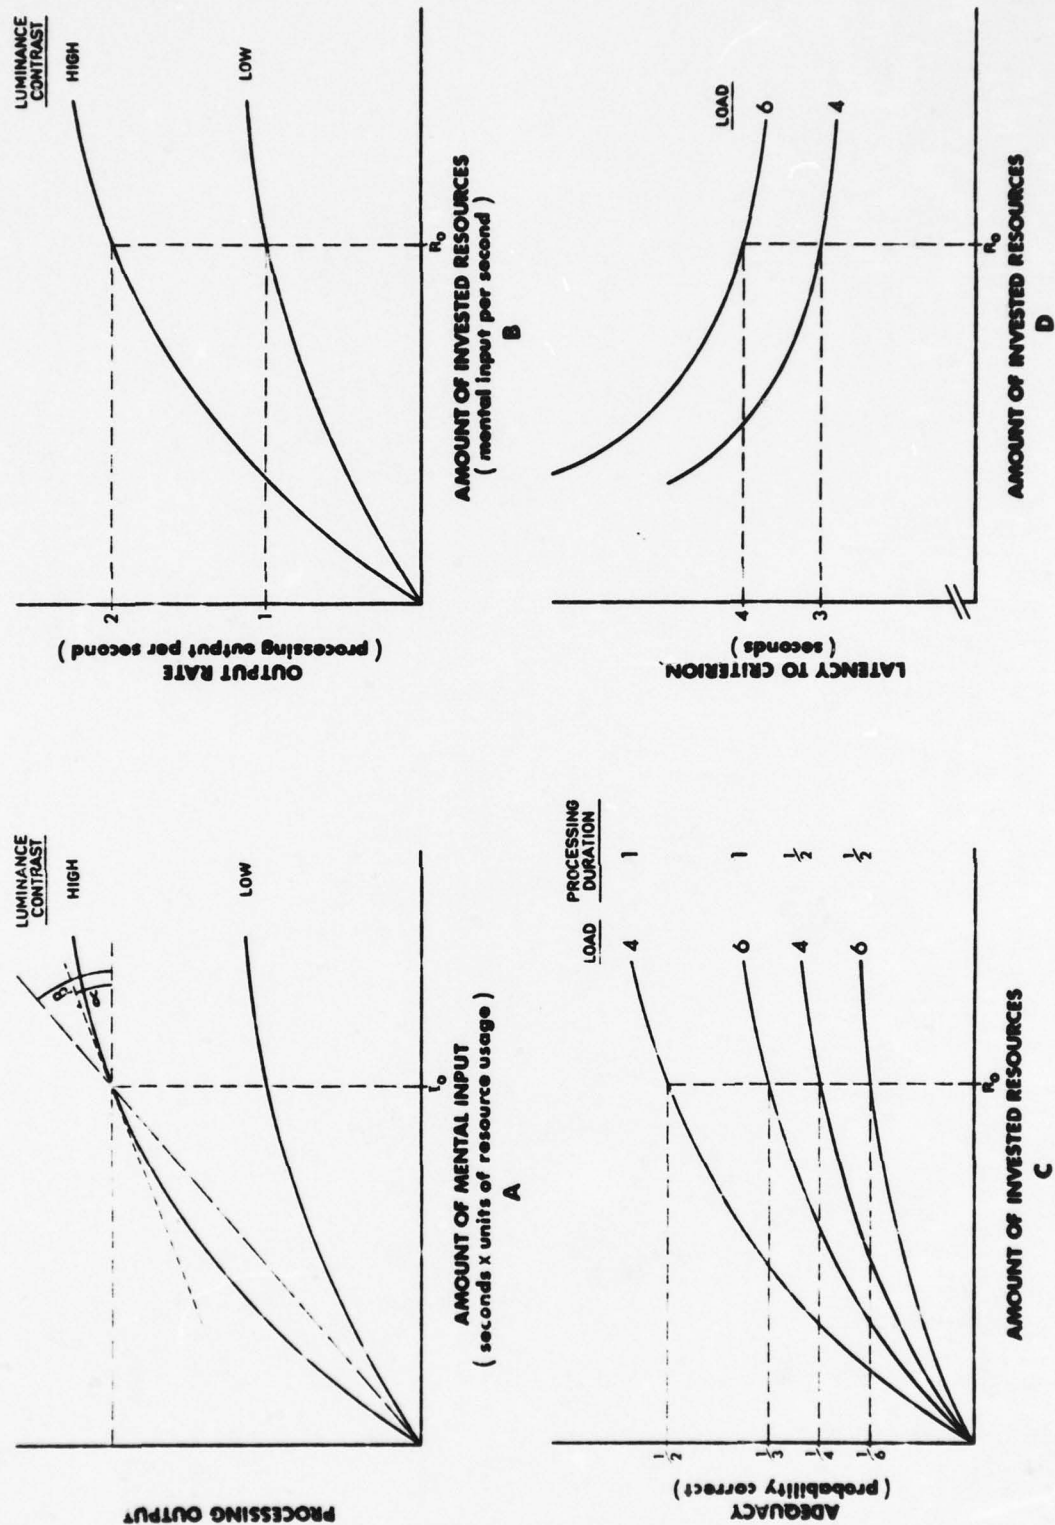 PROCESSING OUTPUT
LUMINANCE
CONTRAST
HIGH
LOW
β
α
I₀
AMOUNT OF MENTAL INPUT
( seconds x units of resource usage )
A
OUTPUT RATE
( processing output per second )
2
1
LUMINANCE
CONTRAST
HIGH
LOW
R₀
AMOUNT OF INVESTED RESOURCES
( mental input per second )
B
ADEQUACY
( probability correct )
1/2
1/3
1/4
1/6
LOAD PROCESSING DURATION
4 1
6 1
4 1/2
6 1/2
R₀
AMOUNT OF INVESTED RESOURCES
C
LATENCY TO CRITERION
( seconds )
4
3
LOAD
6
4
R₀
AMOUNT OF INVESTED RESOURCES
D